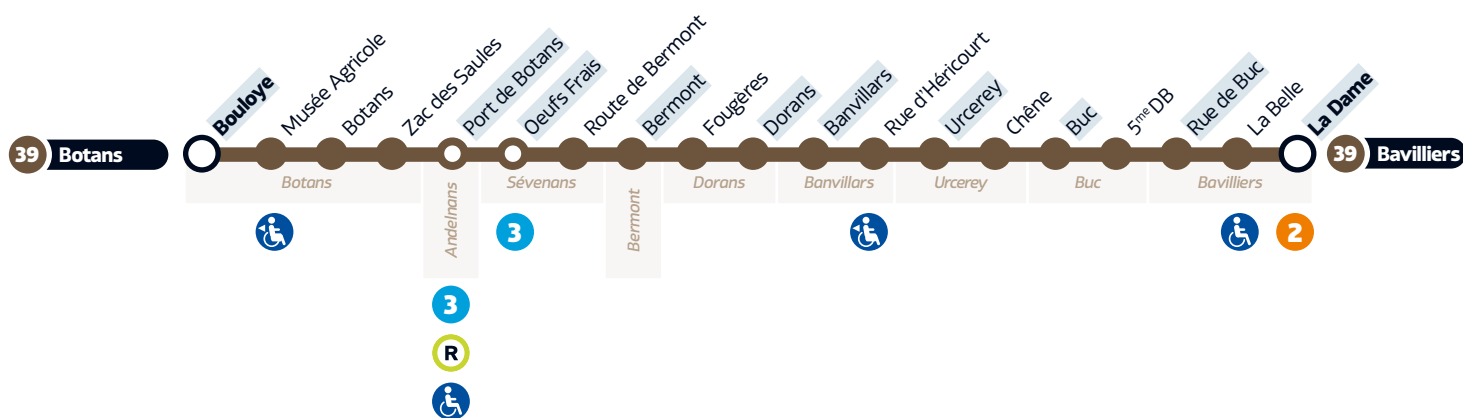 Bouloye
Musée Agricole
Botans
Zac des Saules
Port de Botans
Oeufs Frais
Route de Bermont
Bermont
Fougères
Dorans
Banvillars
Rue d'Héricourt
Urcerey
Chêne
Buc
5me DB
Rue de Buc
La Belle
La Dame
39 Botans
39 Bavilliers
Botans
Andelnans
Sévenans
Bermont
Dorans
Banvillars
Urcerey
Buc
Bavilliers
3
2
3
R